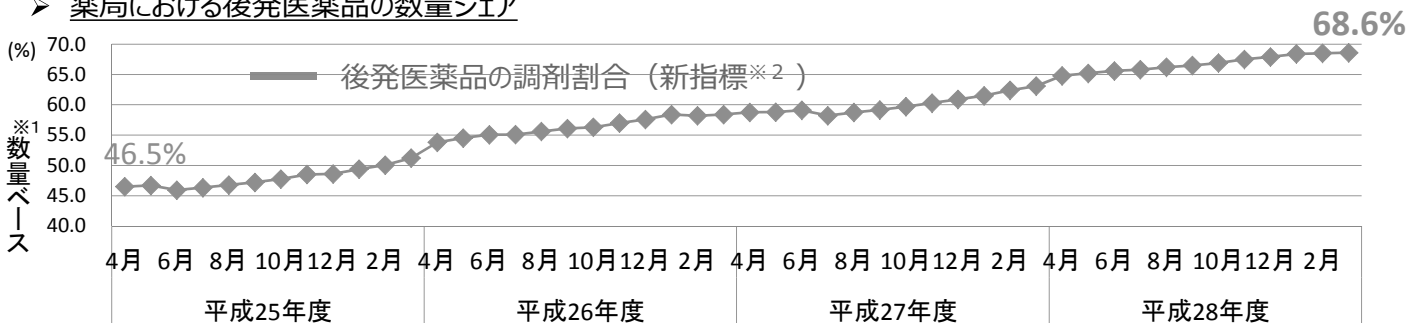 ➢ 薬局における後発医薬品の数量シェア
68.6%
(%)
70.0
65.0
60.0
55.0
50.0
45.0
40.0
後発医薬品の調剤割合（新指標※２ ）
※1
数量ベース
46.5%
4月 6月 8月 10月12月 2月 4月 6月 8月 10月12月 2月 4月 6月 8月 10月12月 2月 4月 6月 8月 10月12月 2月
平成25年度 平成26年度 平成27年度 平成28年度